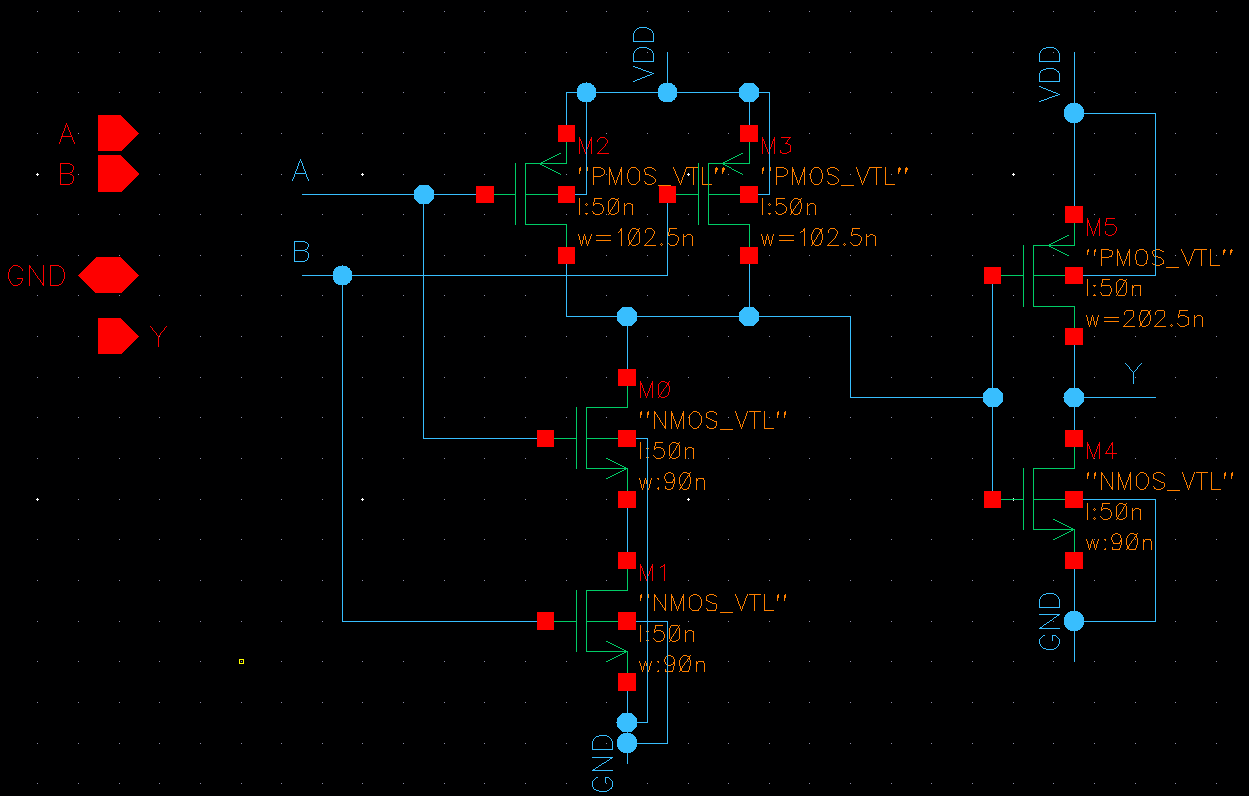 VDD
VDD
A
B
GND
Y
A
B
M2
"PMOS_VTL"
l:50n
w=102.5n
M3
"PMOS_VTL"
l:50n
w=102.5n
M5
"PMOS_VTL"
l:50n
w=202.5n
Y
M0
"NMOS_VTL"
l:50n
w:90n
M4
"NMOS_VTL"
l:50n
w:90n
M1
"NMOS_VTL"
l:50n
w:90n
GND
GND